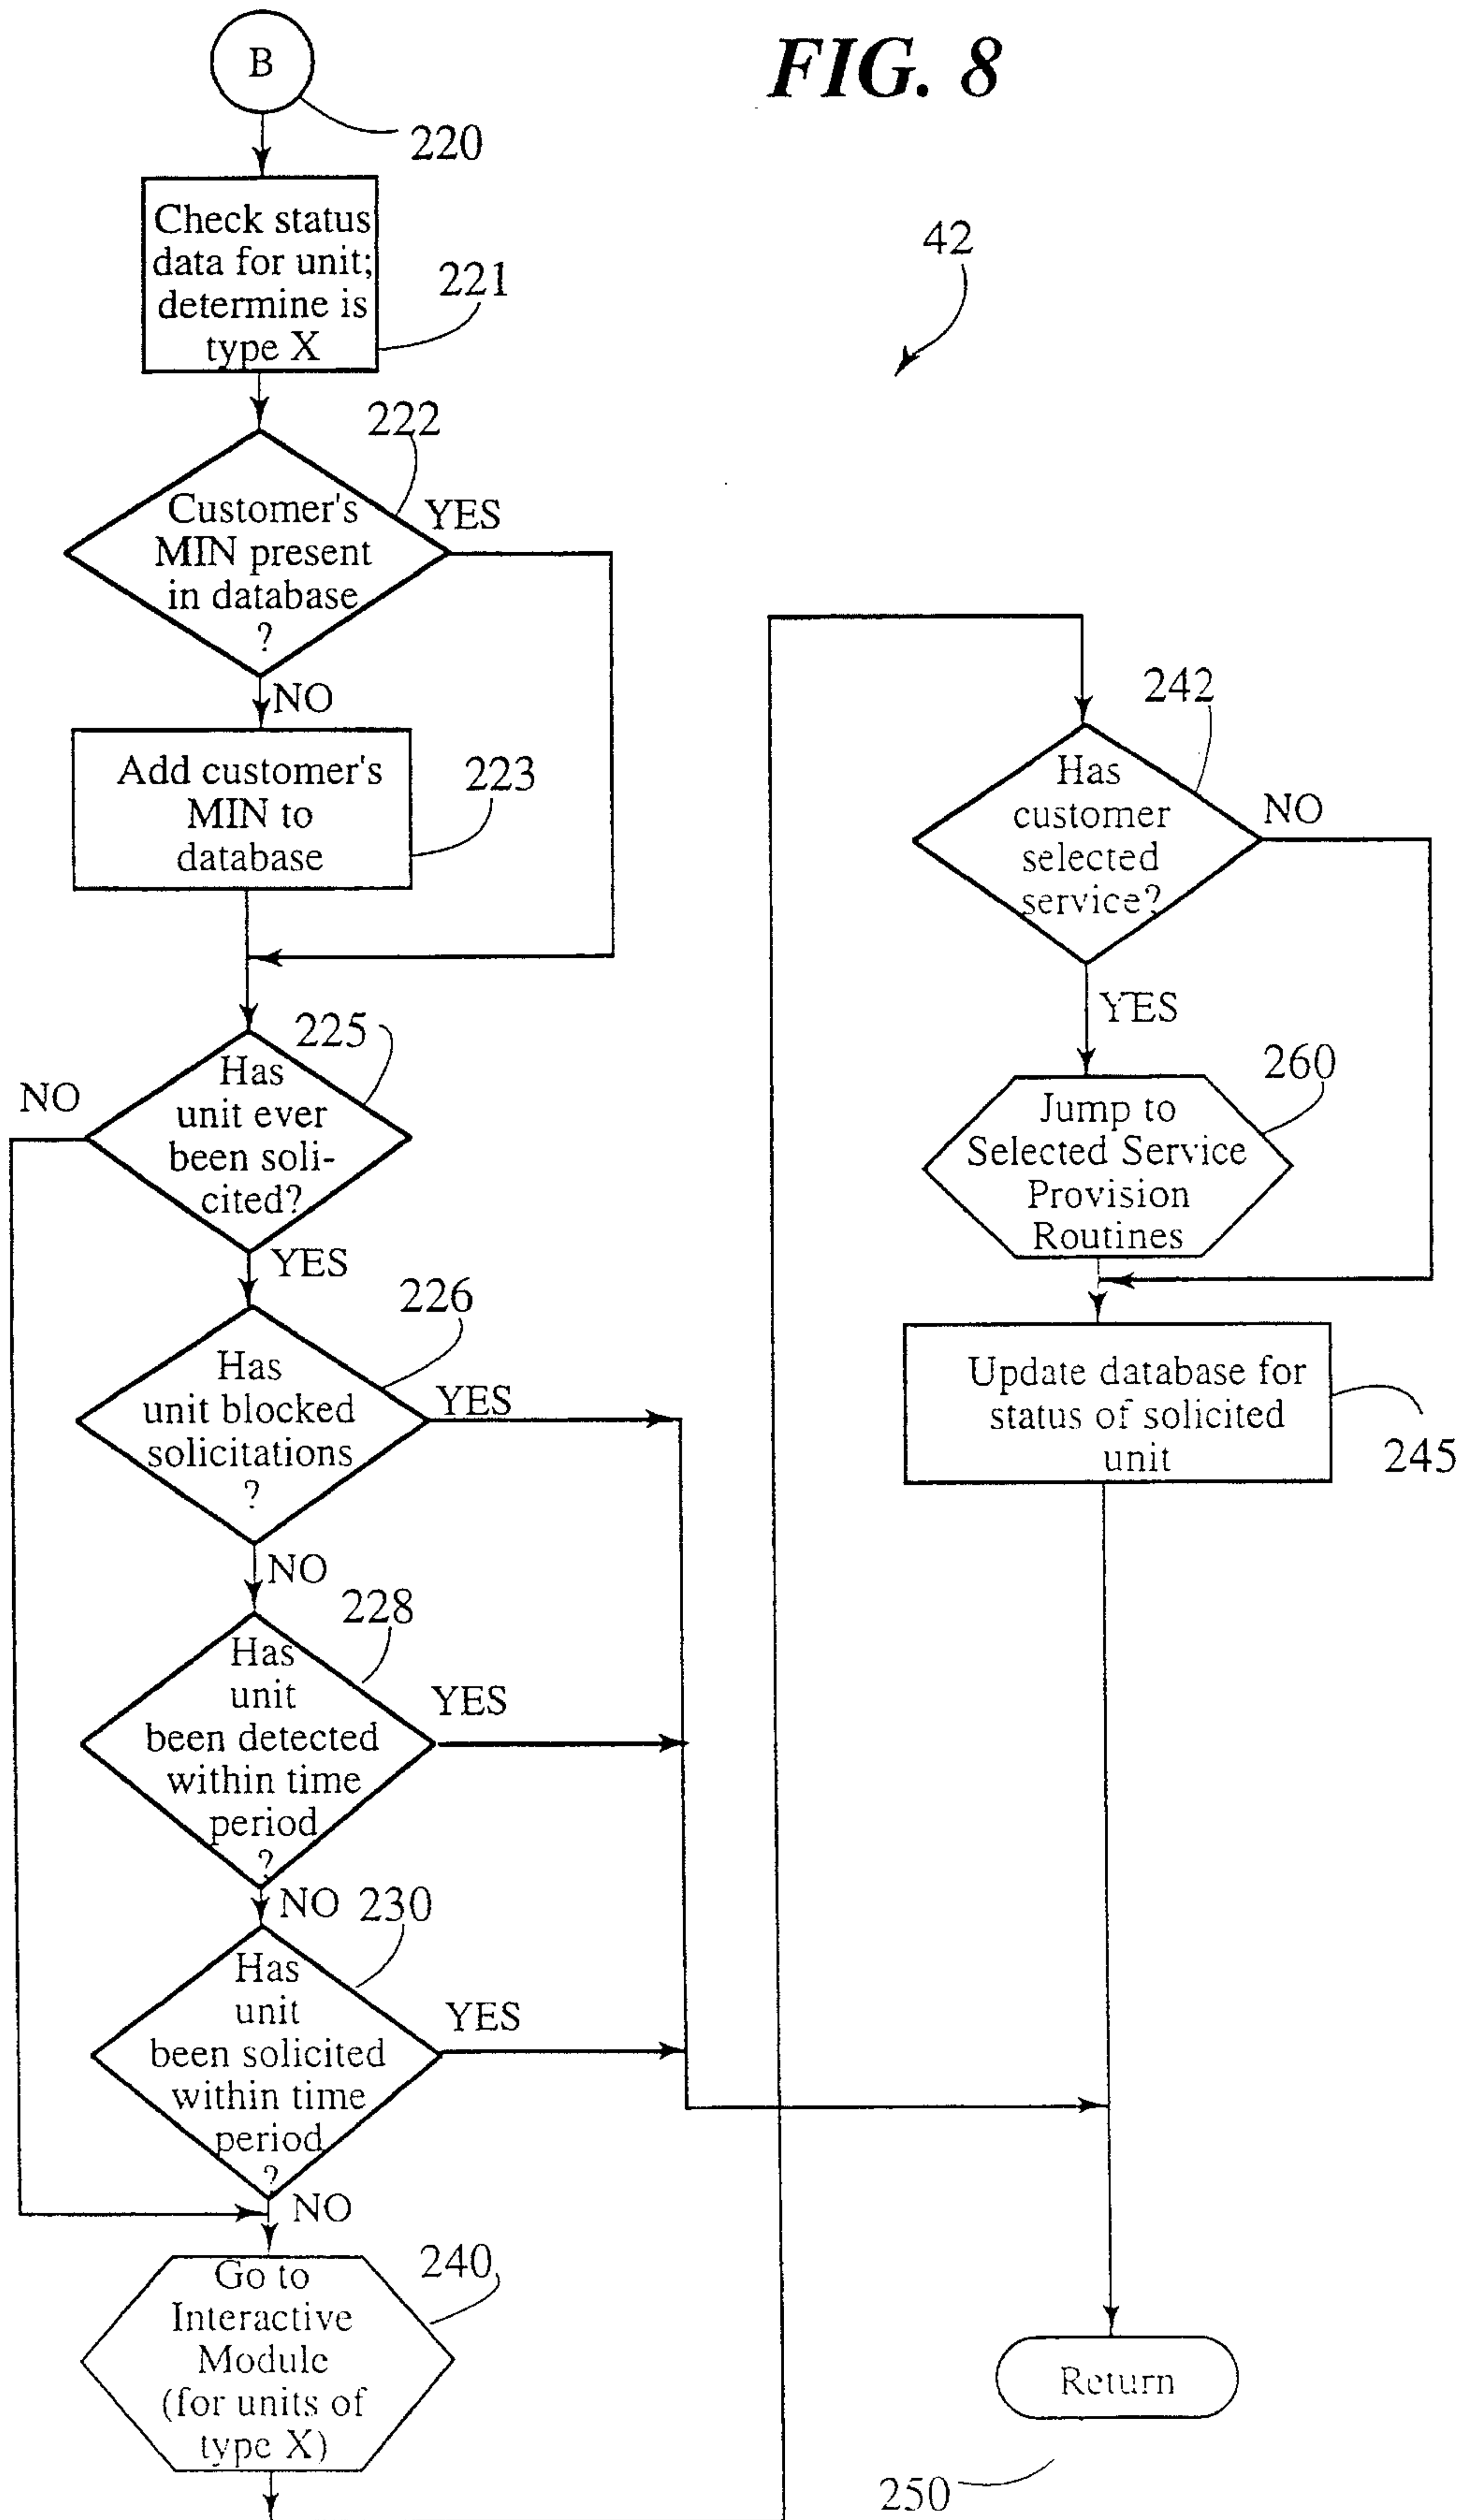 FIG. 8
B
220
Check status
data for unit;
determine is
type X
221
42
222
Customer's
MIN present
in database
?
YES
NO
Add customer's
MIN to
database
223
225
Has
unit ever
been soli-
cited?
NO
YES
226
Has
unit blocked
solicitations
?
YES
NO
228
Has
unit
been detected
within time
period
?
YES
NO
230
Has
unit
been solicited
within time
period
?
YES
NO
240
Go to
Interactive
Module
(for units of
type X)
242
Has
customer
selected
service?
NO
YES
260
Jump to
Selected Service
Provision
Routines
Update database for
status of solicited
unit
245
Return
250